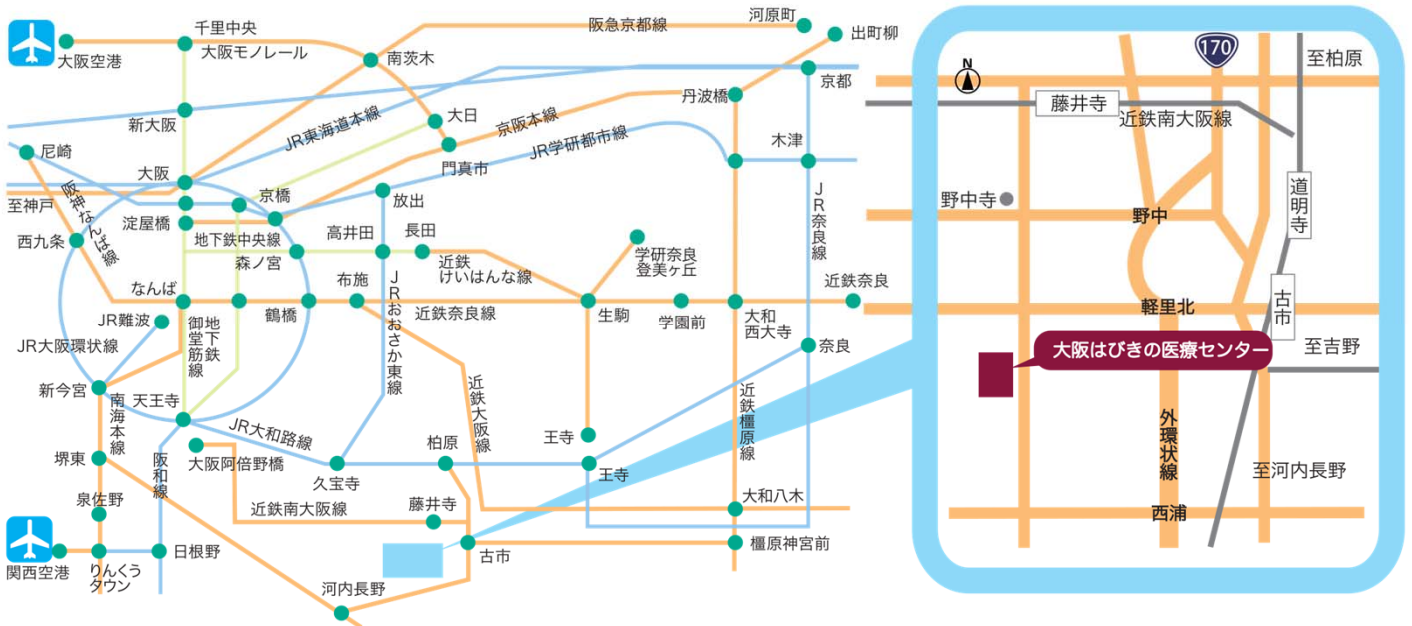 千里中央
大阪空港
大阪モノレール
南茨木
阪急京都線
河原町
出町柳
京都
丹波橋
新大阪
JR東海道本線
大日
京阪本線
門真市
JR学研都市線
木津
尼崎
大阪
京橋
放出
至神戸
阪神なんば線
淀屋橋
地下鉄中央線
高井田
長田
JR奈良線
西九条
森ノ宮
近鉄
けいはんな線
学研奈良
登美ヶ丘
なんば
布施
近鉄奈良
鶴橋
近鉄奈良線
生駒
学園前
大和
西大寺
JR難波
地下鉄
御堂筋線
JRおおさか東線
JR大阪環状線
奈良
新今宮
天王寺
南海本線
近鉄大阪線
近鉄橿原線
JR大和路線
堺東
阪和線
大阪阿倍野橋
柏原
王寺
久宝寺
王寺
泉佐野
近鉄南大阪線
藤井寺
大和八木
関西空港
りんくう
タウン
日根野
古市
橿原神宮前
河内長野
170
至柏原
N
藤井寺
近鉄南大阪線
道明寺
野中寺
野中
古市
軽里北
大阪はびきの医療センター
至吉野
外環状線
至河内長野
西浦